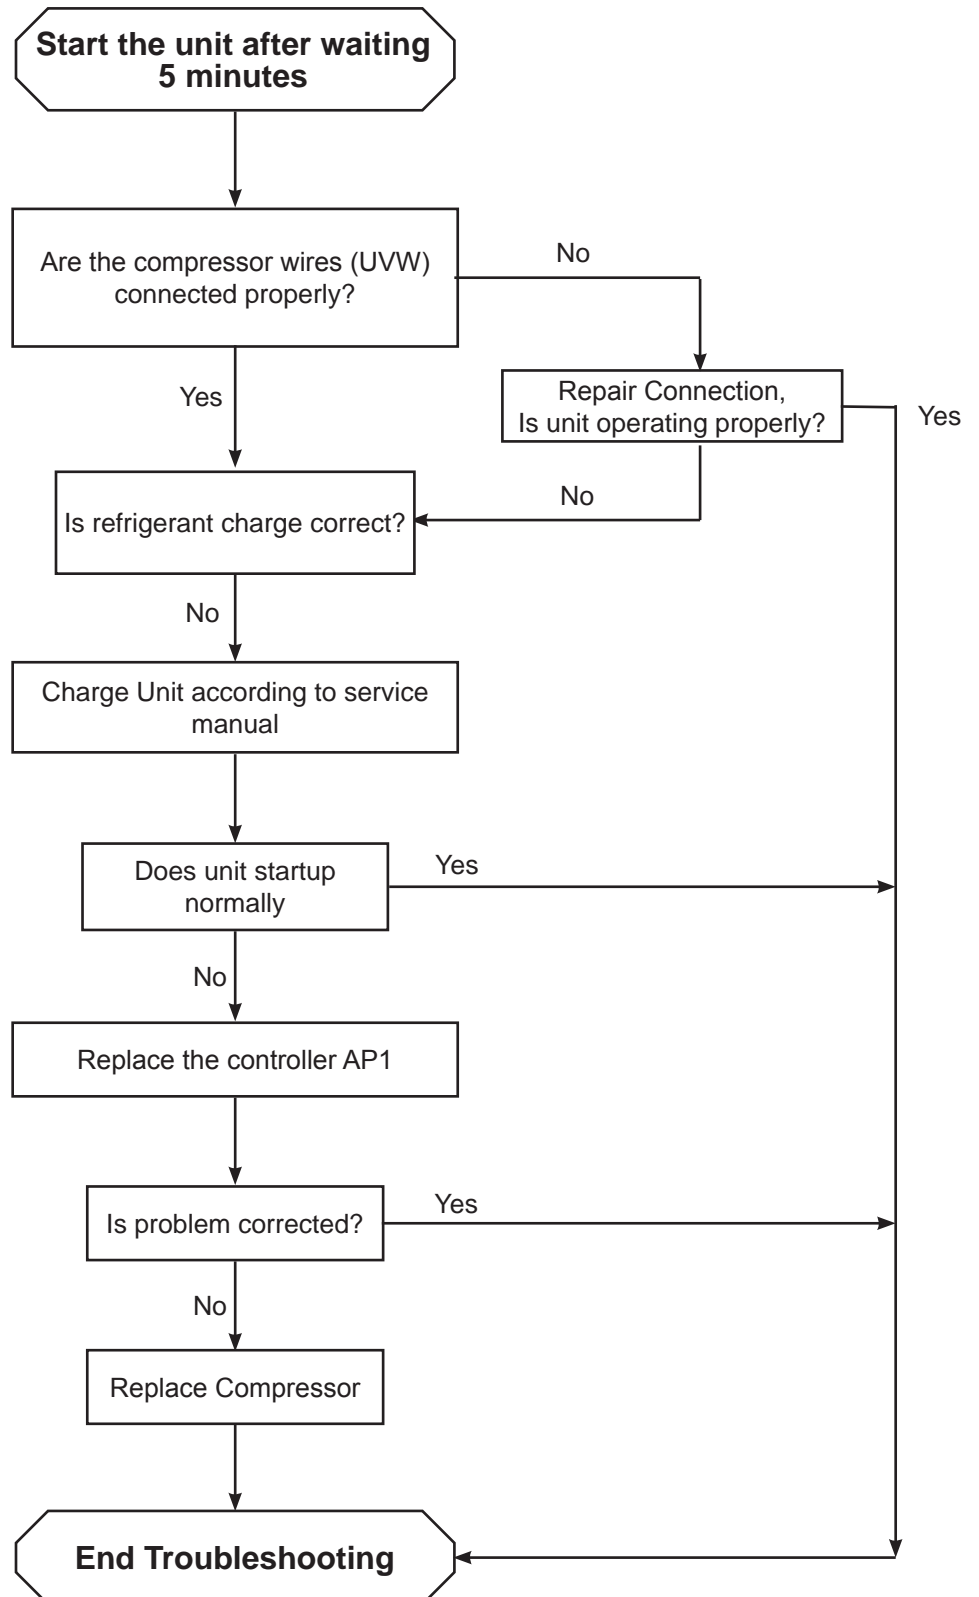 Start the unit after waiting
5 minutes
Are the compressor wires (UVW)
connected properly?
No
Yes
Repair Connection,
Is unit operating properly?
Yes
No
Is refrigerant charge correct?
No
Charge Unit according to service
manual
Does unit startup
normally
Yes
No
Replace the controller AP1
Is problem corrected?
Yes
No
Replace Compressor
End Troubleshooting